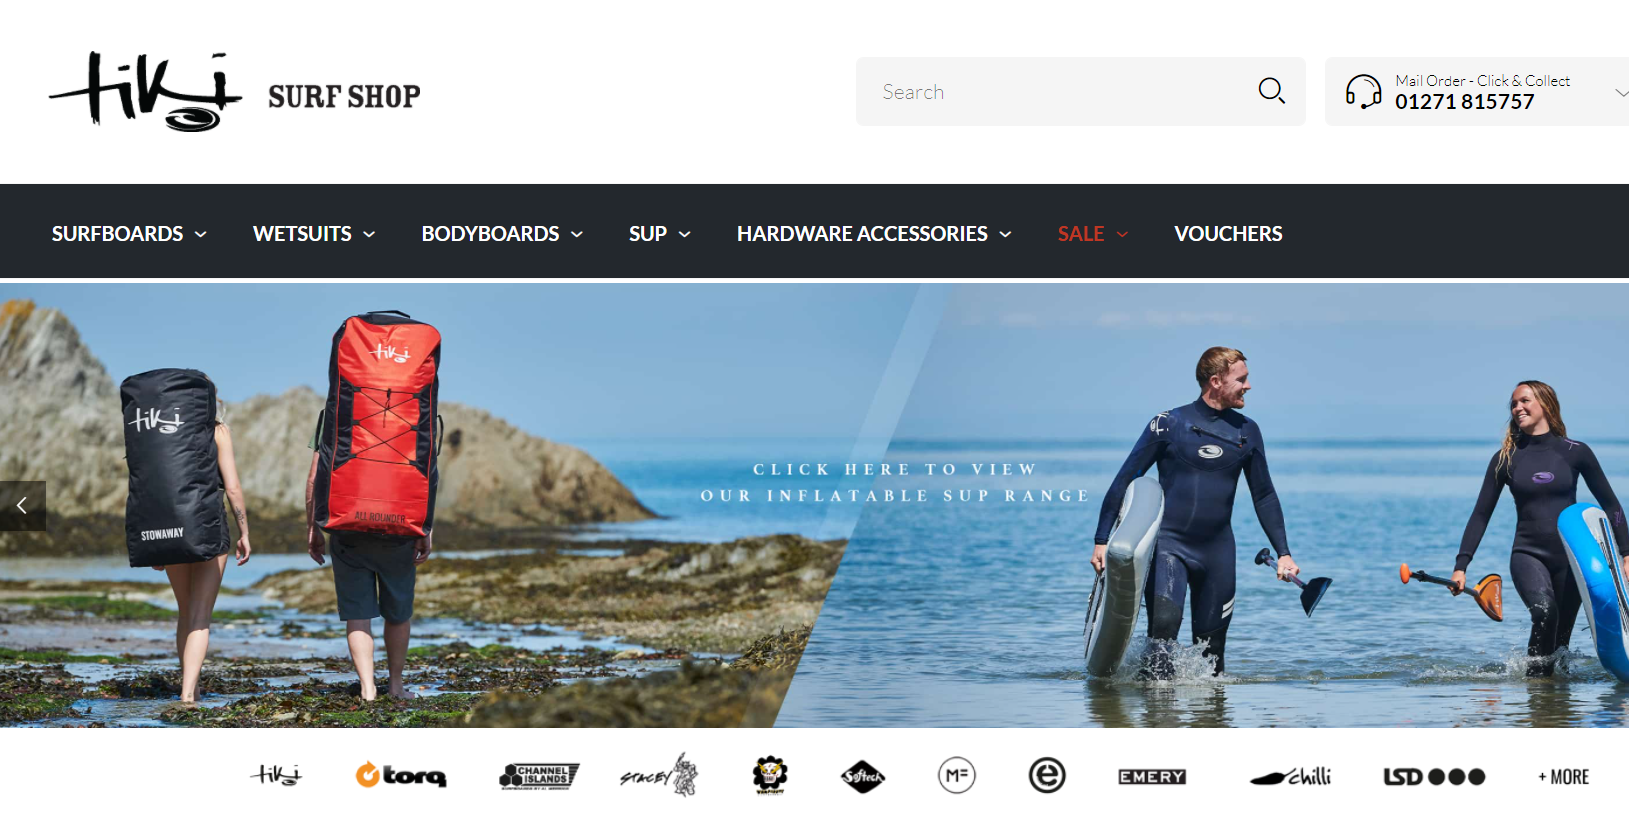 tiki SURF SHOP
Search
Mail Order - Click & Collect
01271 815757
SURFBOARDS WETSUITS BODYBOARDS SUP HARDWARE ACCESSORIES SALE VOUCHERS
tiki
tiki
STOWAWAY
ALL ROUNDER
CLICK HERE TO VIEW
OUR INFLATABLE SUP RANGE
tiki torq CHANNEL ISLANDS STACEY Softech MF e EMERY chilli LSD + MORE